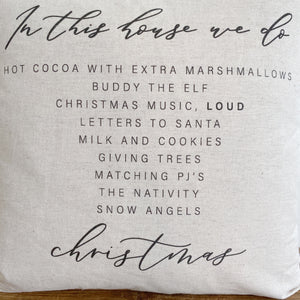 In this house we do
HOT COCOA WITH EXTRA MARSHMALLOWS
BUDDY THE ELF
CHRISTMAS MUSIC, LOUD
LETTERS TO SANTA
MILK AND COOKIES
GIVING TREES
MATCHING PJ'S
THE NATIVITY
SNOW ANGELS
christmas